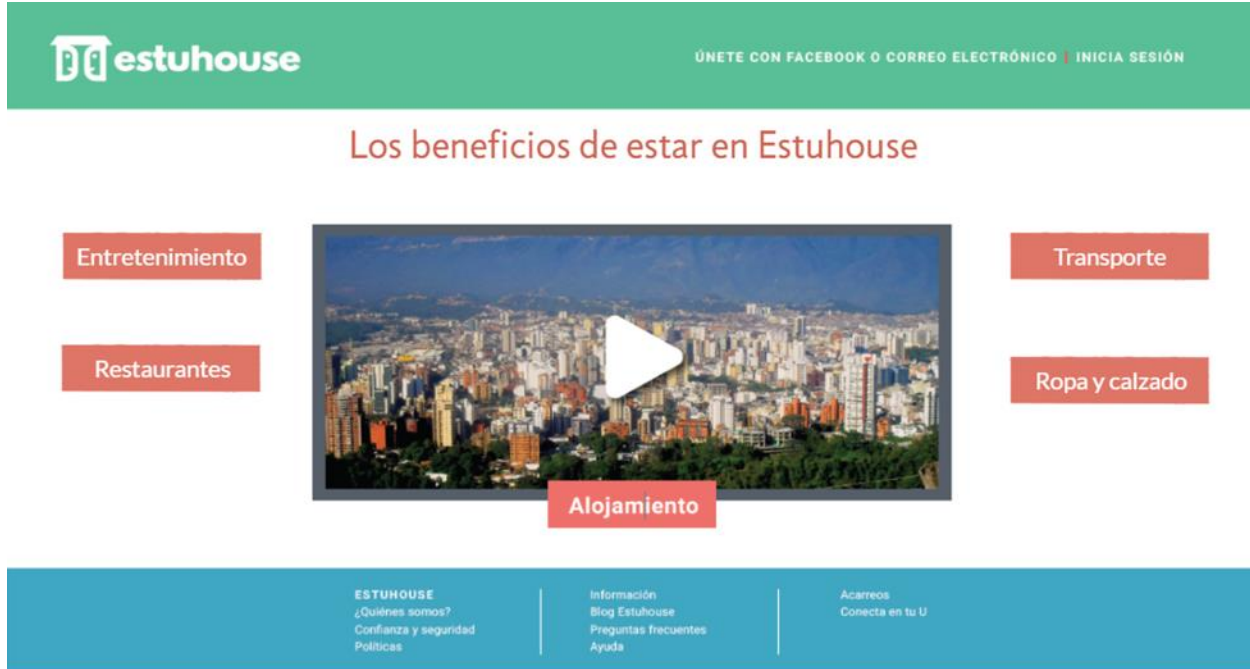 estuhouse
ÚNETE CON FACEBOOK O CORREO ELECTRÓNICO | INICIA SESIÓN
Los beneficios de estar en Estuhouse
Entretenimiento
Transporte
Restaurantes
Ropa y calzado
Alojamiento
ESTUHOUSE
¿Quiénes somos?
Confianza y seguridad
Políticas
Información
Blog Estuhouse
Preguntas frecuentes
Ayuda
Acarreos
Conecta en tu U